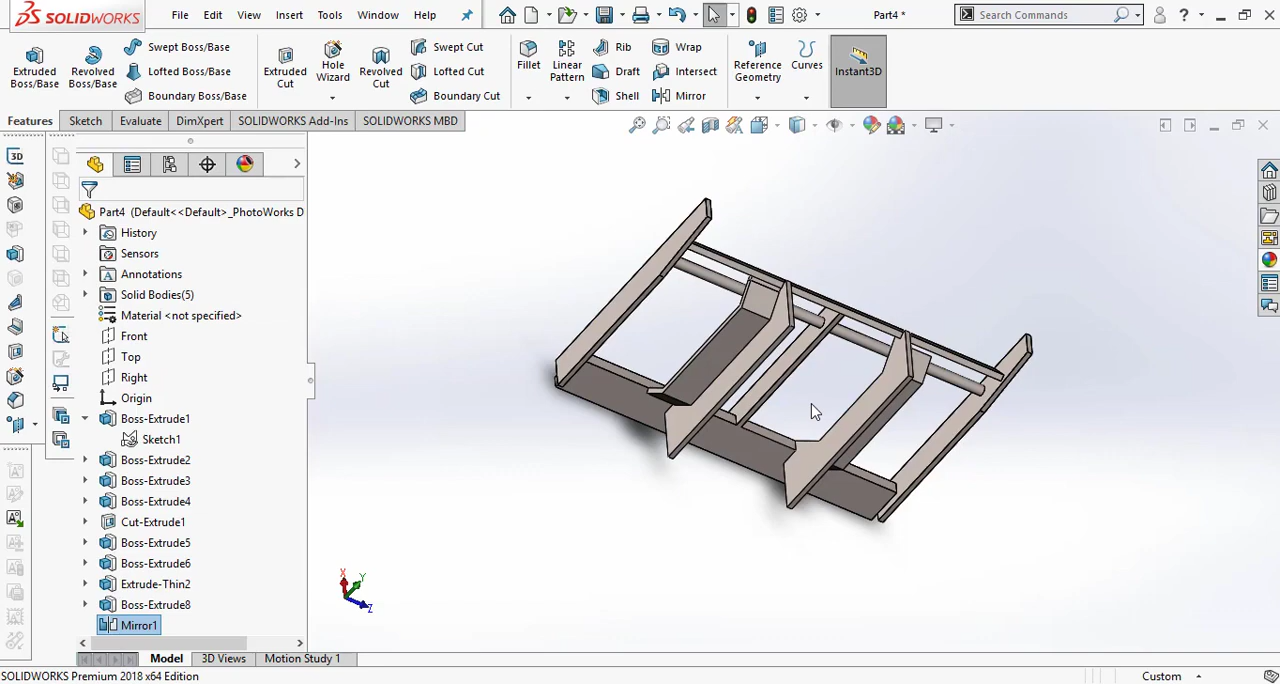 SOLIDWORKS File Edit View Insert Tools Window Help Part4 * Search Commands ?
Extruded Boss/Base
Revolved Boss/Base
Swept Boss/Base
Lofted Boss/Base
Boundary Boss/Base
Extruded Cut
Hole Wizard
Revolved Cut
Swept Cut
Lofted Cut
Boundary Cut
Fillet
Linear Pattern
Rib
Draft
Shell
Wrap
Intersect
Mirror
Reference Geometry
Curves
Instant3D
Features Sketch Evaluate DimXpert SOLIDWORKS Add-Ins SOLIDWORKS MBD
3D
Part4 (Default<<Default>_PhotoWorks D
History
Sensors
Annotations
Solid Bodies(5)
Material <not specified>
Front
Top
Right
Origin
Boss-Extrude1
Sketch1
Boss-Extrude2
Boss-Extrude3
Boss-Extrude4
Cut-Extrude1
Boss-Extrude5
Boss-Extrude6
Extrude-Thin2
Boss-Extrude8
Mirror1
X
Y
Z
Model 3D Views Motion Study 1
SOLIDWORKS Premium 2018 x64 Edition Custom